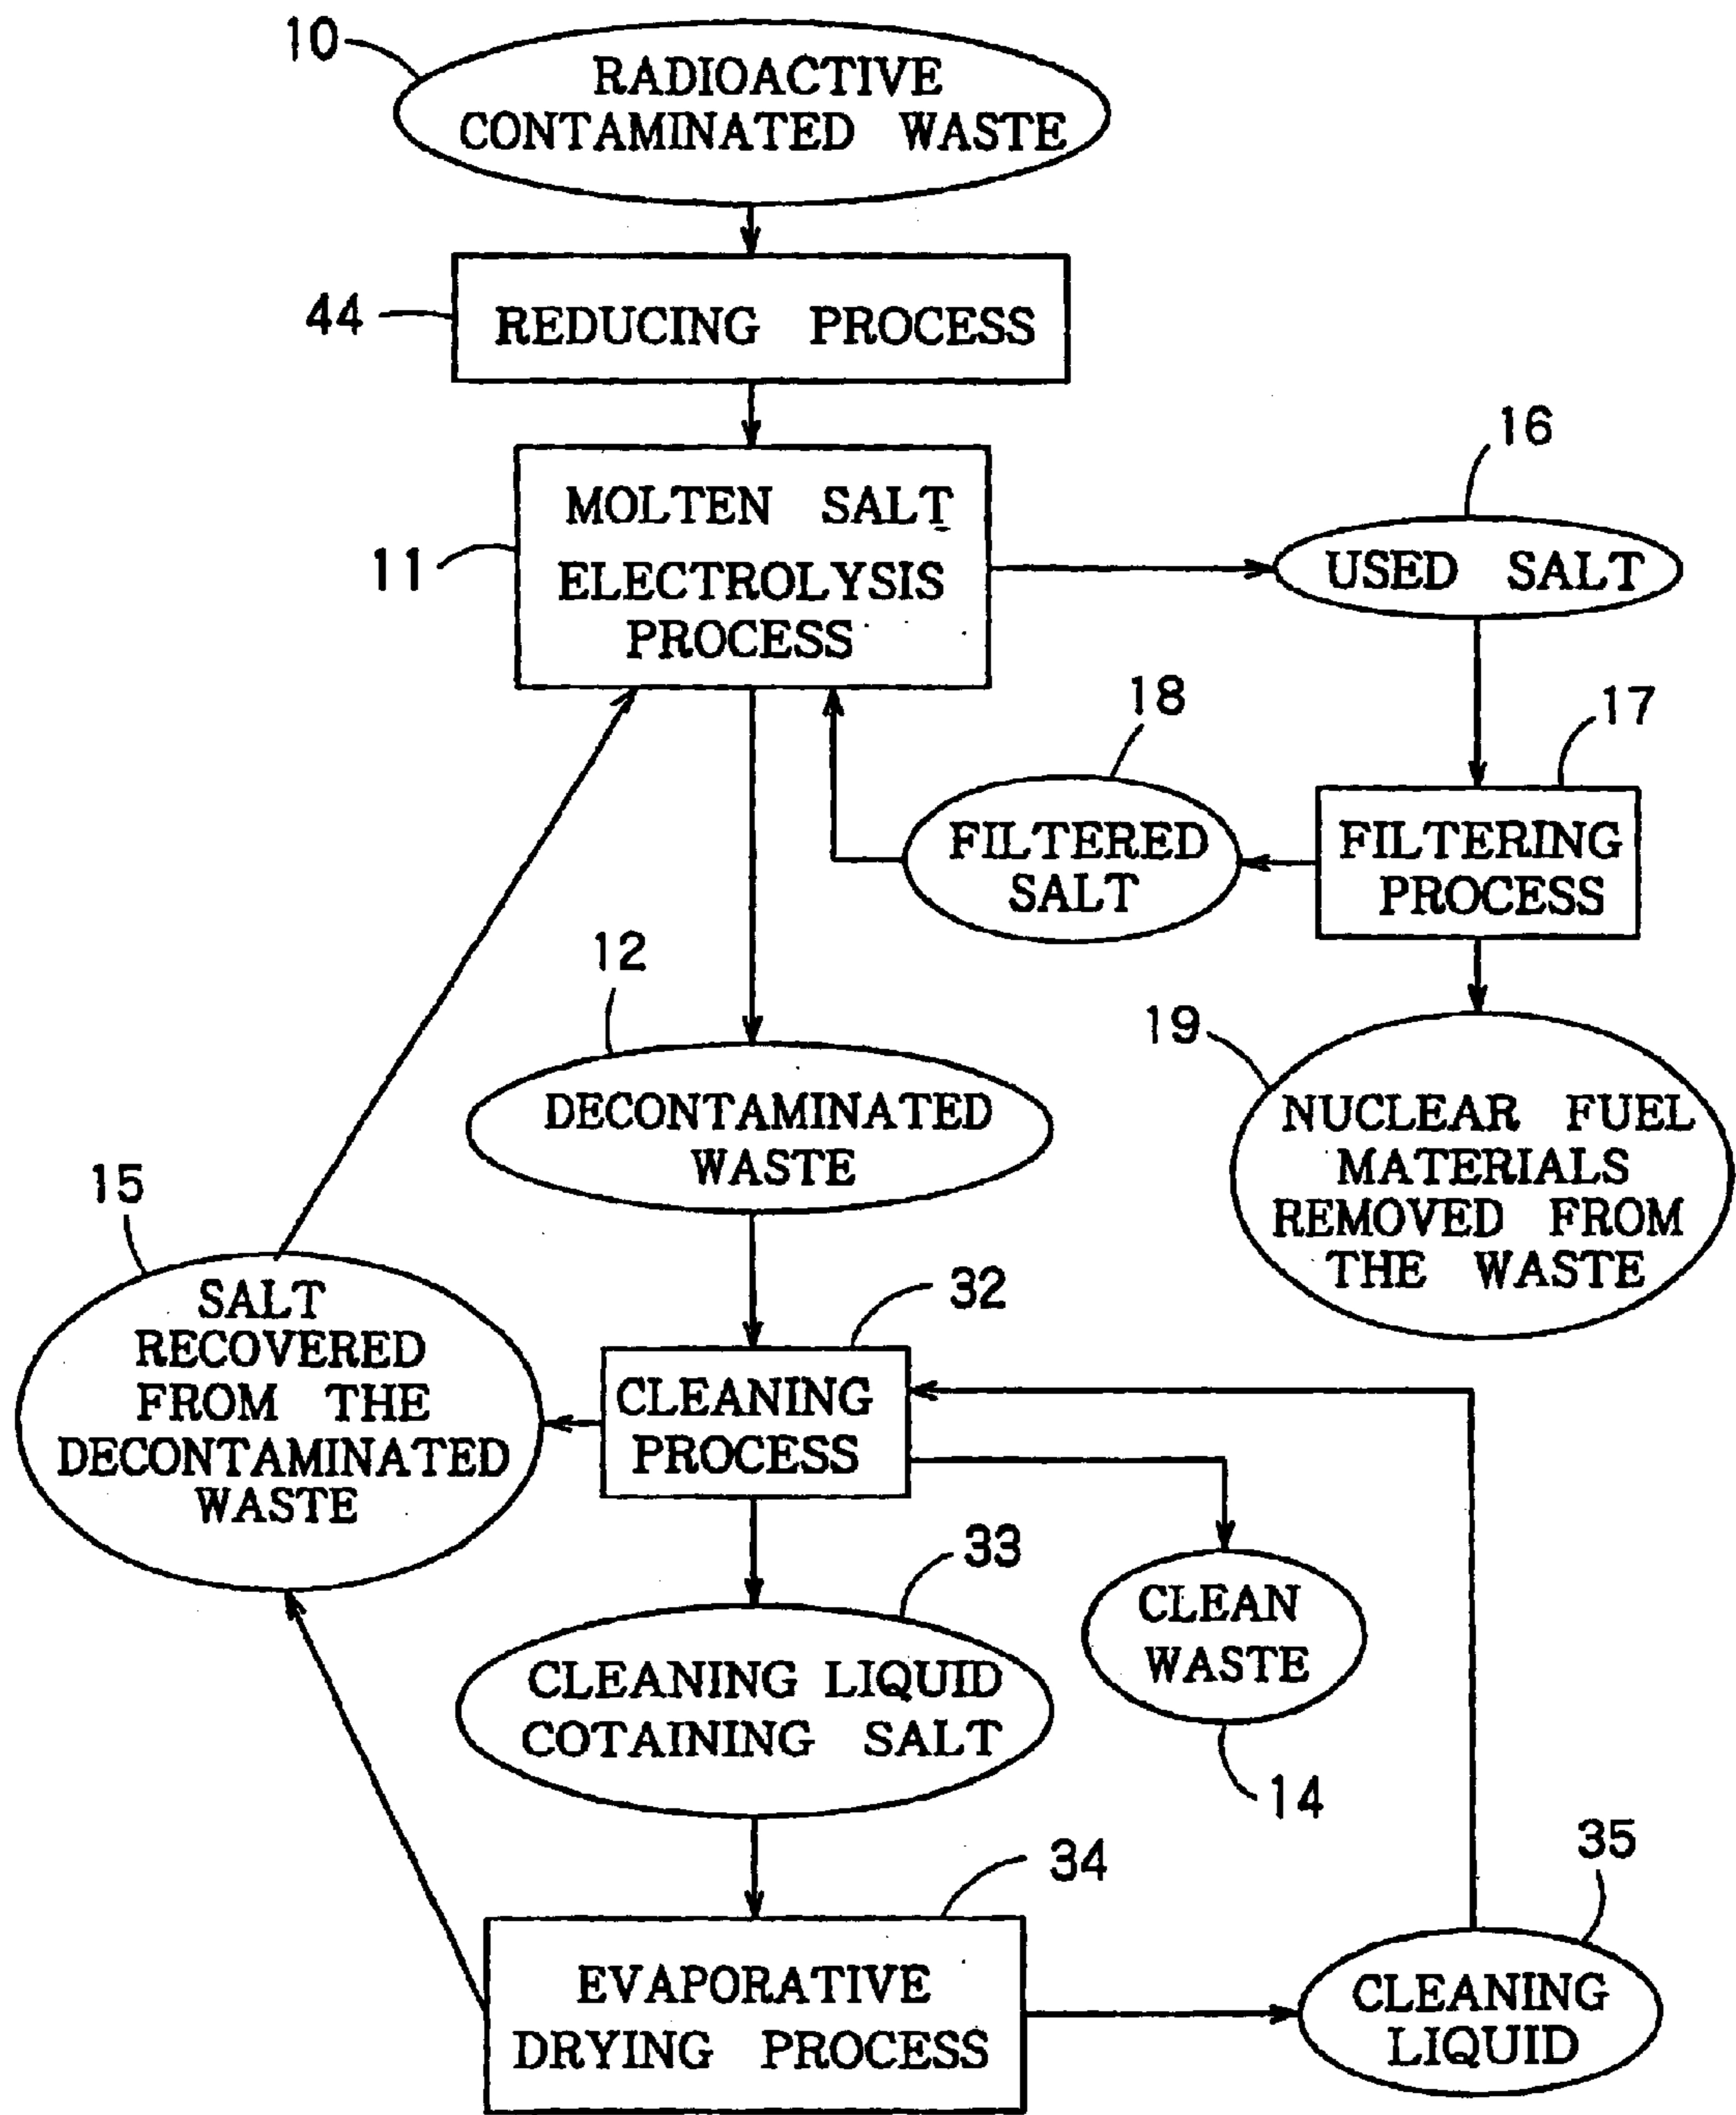 10
RADIOACTIVE
CONTAMINATED WASTE
44
REDUCING PROCESS
16
11
MOLTEN SALT
ELECTROLYSIS
PROCESS
USED SALT
18
17
FILTERED
SALT
FILTERING
PROCESS
12
19
DECONTAMINATED
WASTE
NUCLEAR FUEL
MATERIALS
REMOVED FROM
THE WASTE
15
SALT
RECOVERED
FROM THE
DECONTAMINATED
WASTE
32
CLEANING
PROCESS
33
CLEAN
WASTE
14
CLEANING LIQUID
COTAINING SALT
34
35
EVAPORATIVE
DRYING PROCESS
CLEANING
LIQUID